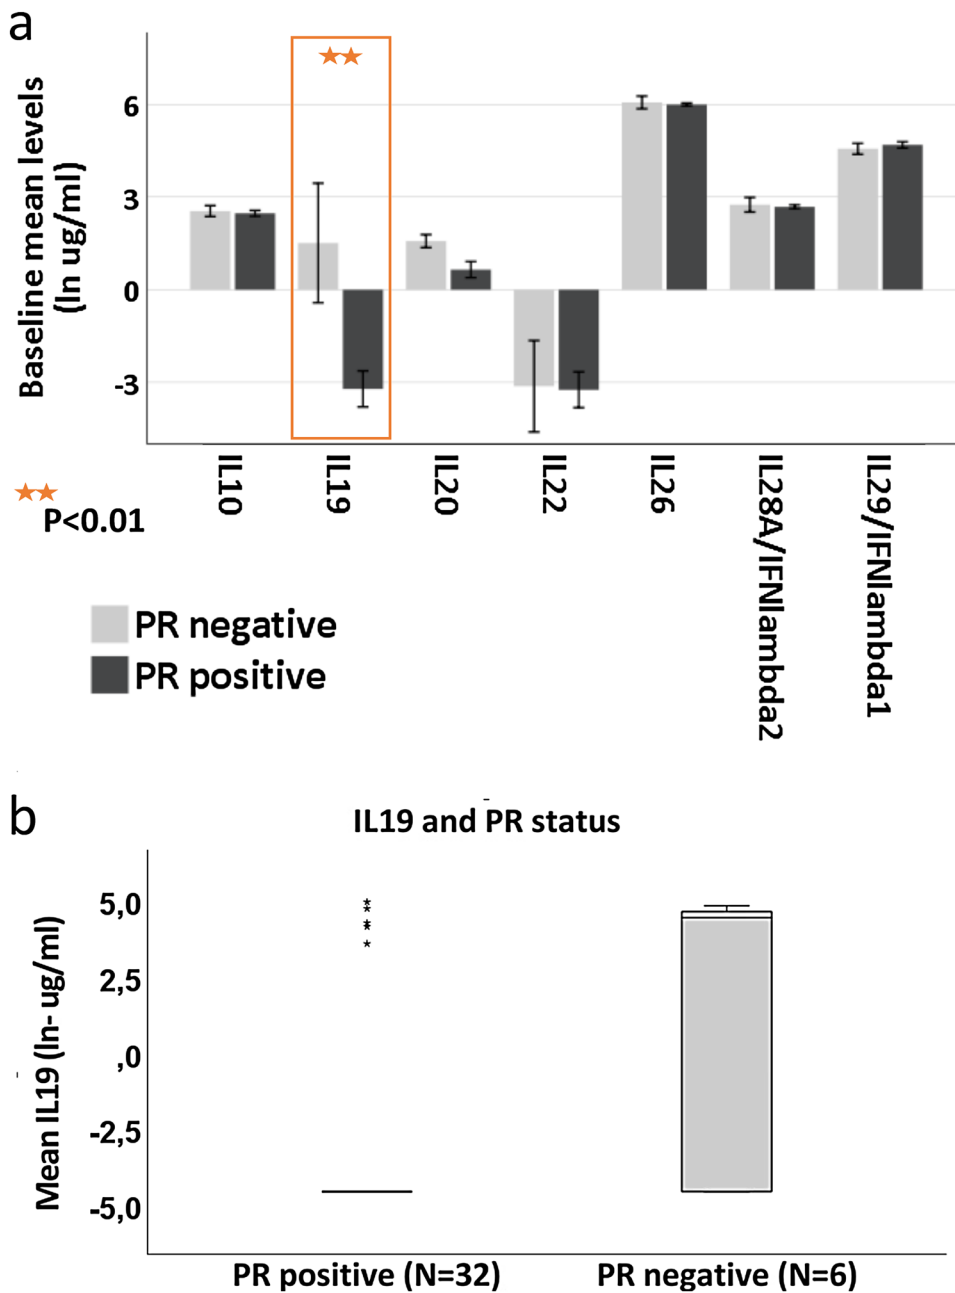 a
Baseline mean levels
(ln ug/ml)
6
3
0
-3
★★
IL10
IL19
IL20
IL22
IL26
IL28A/IFNlambda2
IL29/IFNlambda1
★★
P<0.01
PR negative
PR positive
b
IL19 and PR status
Mean IL19 (ln- ug/ml)
5,0
2,5
,0
-2,5
-5,0
PR positive (N=32)
PR negative (N=6)